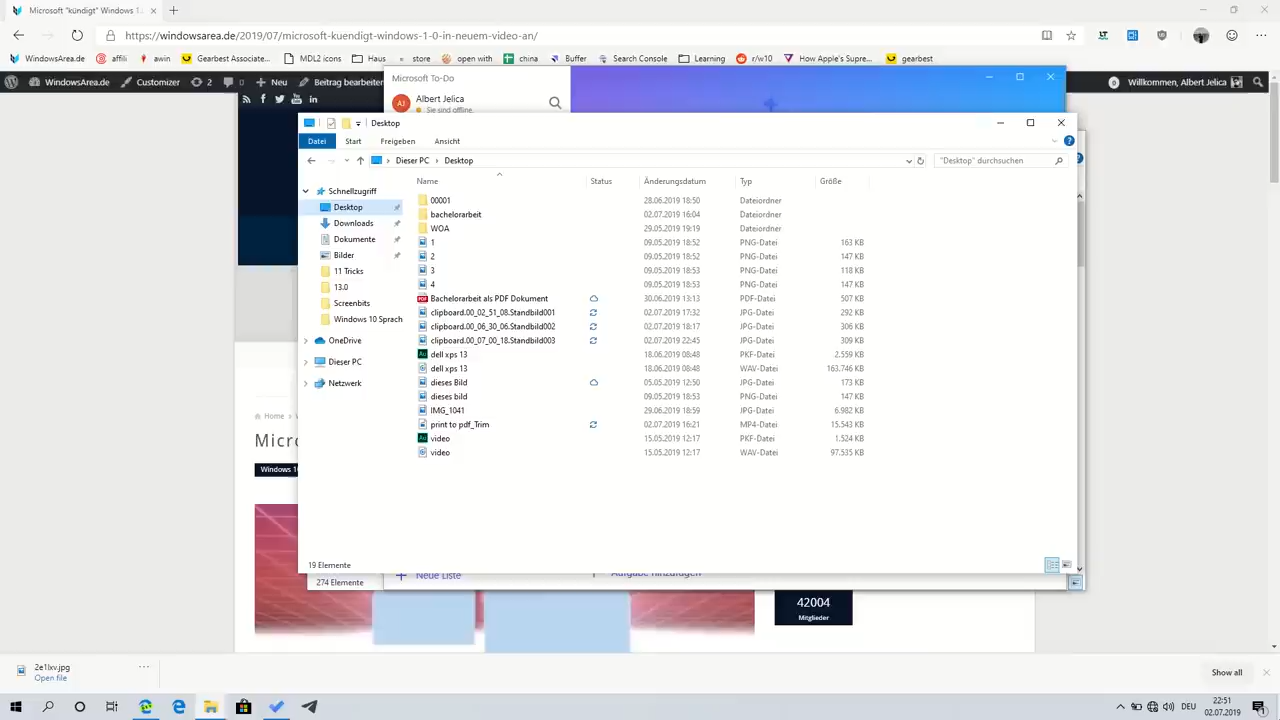 Microsoft "kündigt" Windows 1.
https://windowsarea.de/2019/07/microsoft-kuendigt-windows-1-0-in-neuem-video-an/
WindowsArea.de affili awin Gearbest Associate... MDL2 icons Haus store open with china Buffer Search Console Learning r/w10 How Apple's Supre... gearbest
WindowsArea.de Customizer 2 0 Neu Beitrag bearbeiten 0 Willkommen, Albert Jelica
Microsoft To-Do
Albert Jelica
Sie sind offline.
Desktop
Datei Start Freigeben Ansicht
Dieser PC Desktop "Desktop" durchsuchen
Name Status Änderungsdatum Typ Größe
Schnellzugriff
Desktop
Downloads
Dokumente
Bilder
11 Tricks
13.0
Screenbits
Windows 10 Sprach
OneDrive
Dieser PC
Netzwerk
00001 28.06.2019 18:50 Dateiordner
bachelorarbeit 02.07.2019 16:04 Dateiordner
WOA 29.05.2019 19:19 Dateiordner
1 09.05.2019 18:52 PNG-Datei 163 KB
2 09.05.2019 18:52 PNG-Datei 147 KB
3 09.05.2019 18:53 PNG-Datei 118 KB
4 09.05.2019 18:53 PNG-Datei 147 KB
Bachelorarbeit als PDF Dokument 30.06.2019 13:13 PDF-Datei 507 KB
clipboard.00_02_51_08.Standbild001 02.07.2019 17:32 JPG-Datei 292 KB
clipboard.00_06_30_06.Standbild002 02.07.2019 18:17 JPG-Datei 306 KB
clipboard.00_07_00_18.Standbild003 02.07.2019 22:45 JPG-Datei 309 KB
dell xps 13 18.06.2019 08:48 PKF-Datei 2.559 KB
dell xps 13 18.06.2019 08:48 WAV-Datei 163.746 KB
dieses Bild 05.05.2019 12:50 JPG-Datei 173 KB
dieses bild 09.05.2019 18:53 PNG-Datei 147 KB
IMG_1041 29.06.2019 18:59 JPG-Datei 6.982 KB
print to pdf_Trim 02.07.2019 16:21 MP4-Datei 15.543 KB
video 15.05.2019 12:17 PKF-Datei 1.524 KB
video 15.05.2019 12:17 WAV-Datei 97.535 KB
19 Elemente
Home
Micro
Windows 10
Neue Liste Aufgabe hinzufügen
274 Elemente
42004
Mitglieder
2e1lxv.jpg
Open file
Show all
DEU
22:51
02.07.2019